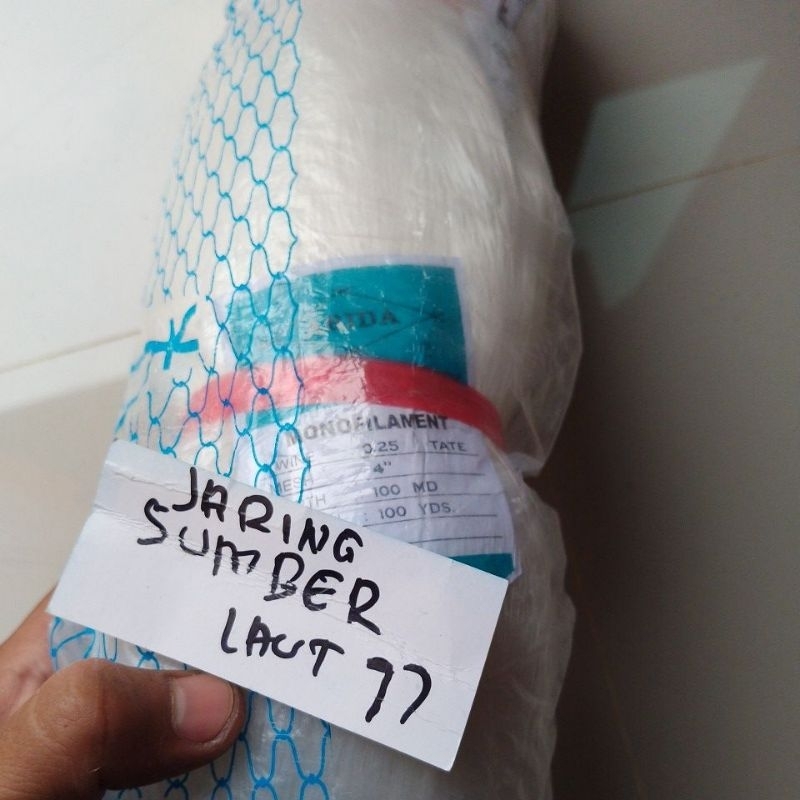 MONOFILAMENT
0.25 TATE
4"
100 MD
: 100 YDS.
JARING
SUMBER
LAUT 77